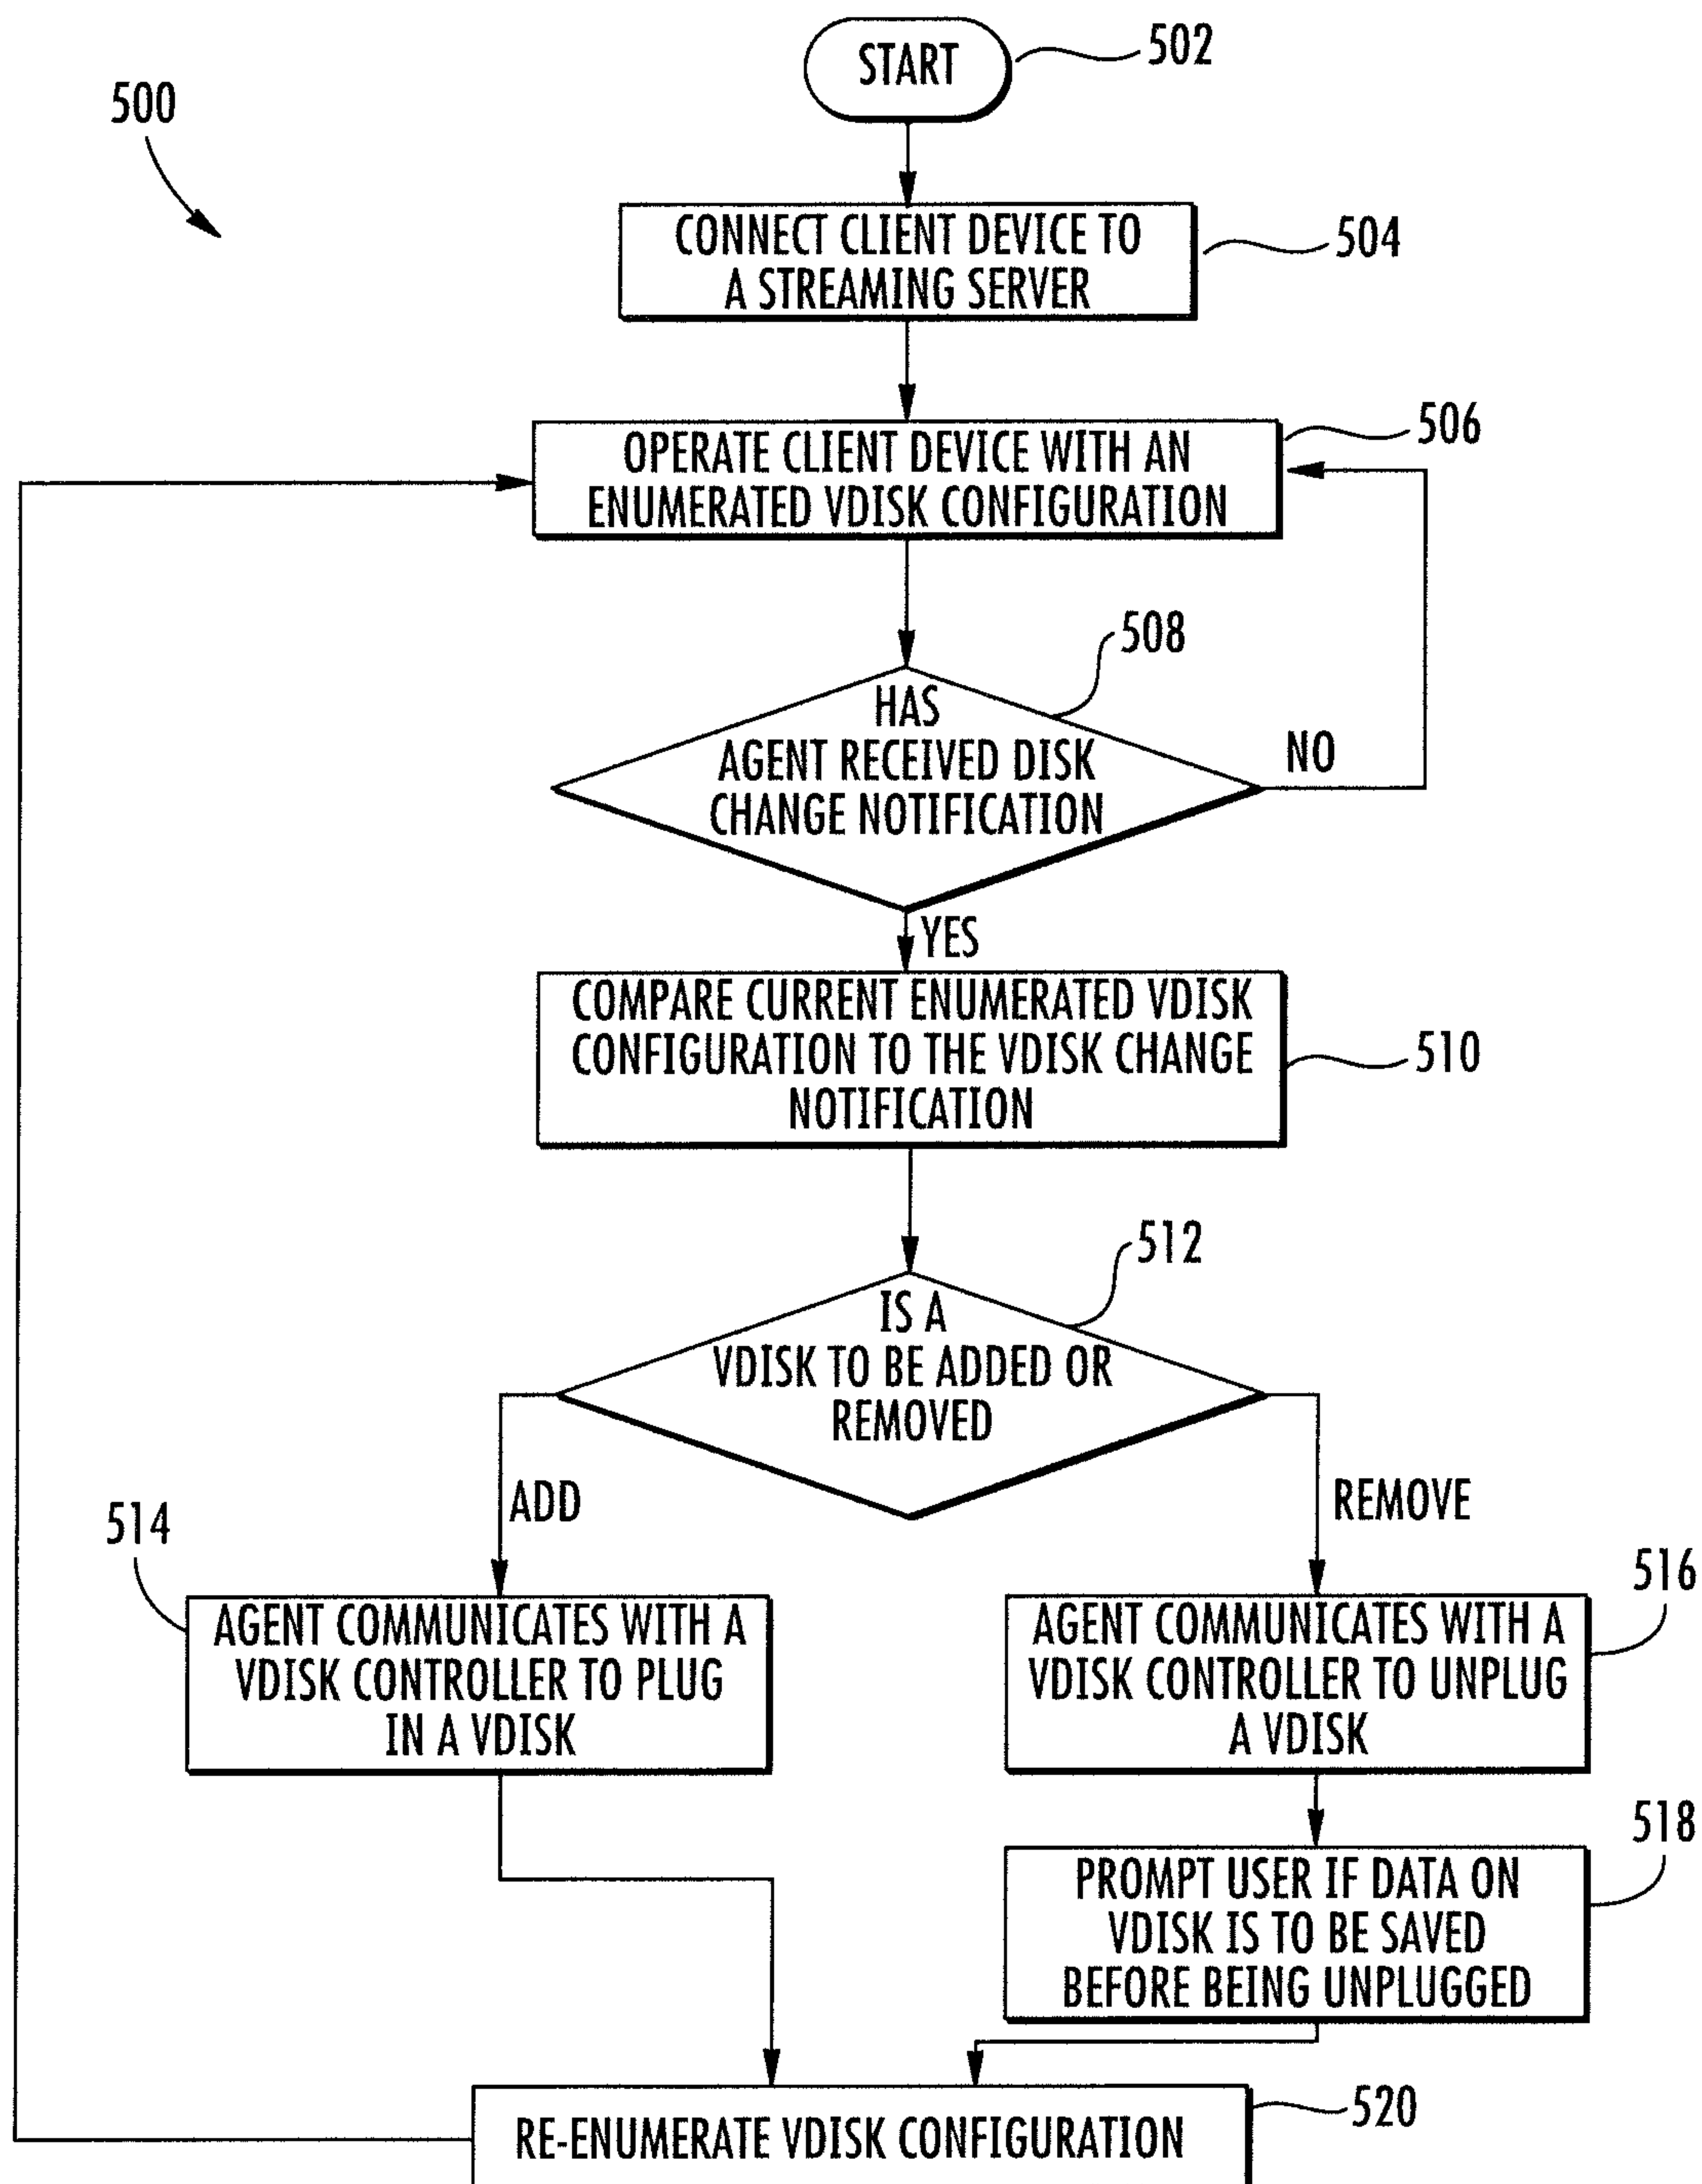 START
502
500
CONNECT CLIENT DEVICE TO
A STREAMING SERVER
504
OPERATE CLIENT DEVICE WITH AN
ENUMERATED VDISK CONFIGURATION
506
508
HAS
AGENT RECEIVED DISK
CHANGE NOTIFICATION
NO
YES
COMPARE CURRENT ENUMERATED VDISK
CONFIGURATION TO THE VDISK CHANGE
NOTIFICATION
510
512
IS A
VDISK TO BE ADDED OR
REMOVED
ADD
REMOVE
514
AGENT COMMUNICATES WITH A
VDISK CONTROLLER TO PLUG
IN A VDISK
516
AGENT COMMUNICATES WITH A
VDISK CONTROLLER TO UNPLUG
A VDISK
518
PROMPT USER IF DATA ON
VDISK IS TO BE SAVED
BEFORE BEING UNPLUGGED
520
RE-ENUMERATE VDISK CONFIGURATION